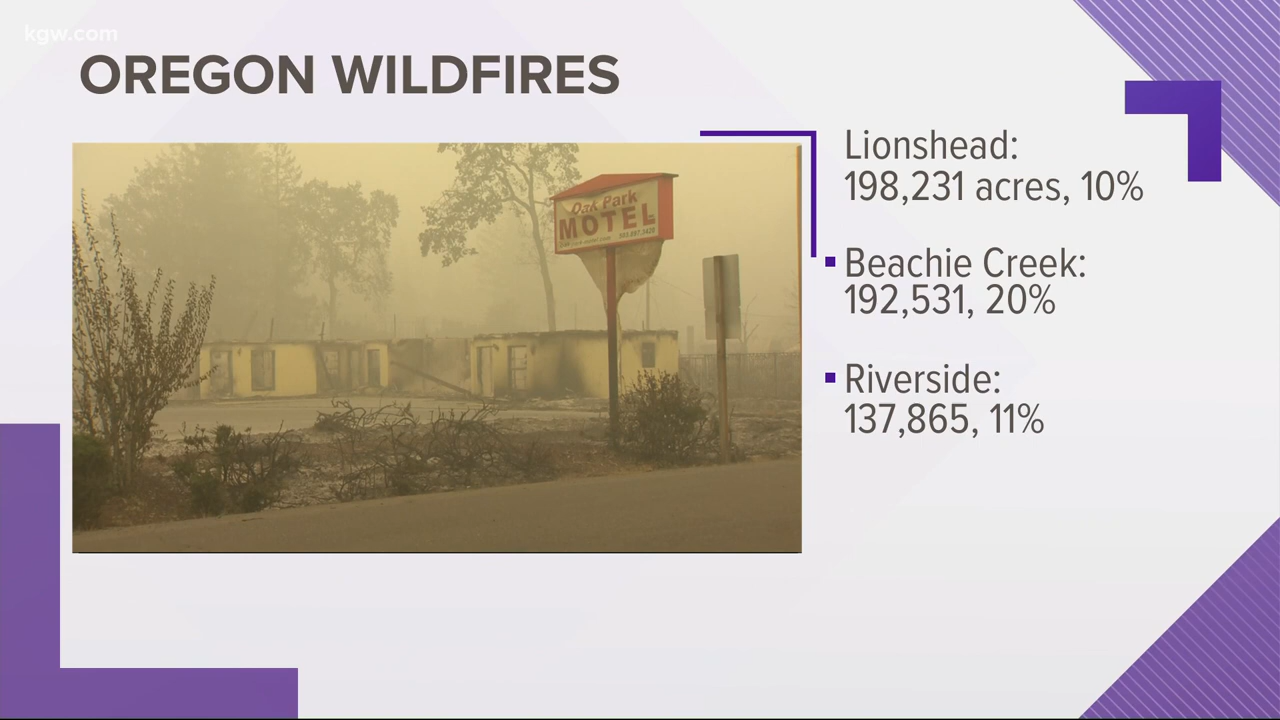 kgw.com
OREGON WILDFIRES
Oak Park
MOTEL
Lionshead:
198,231 acres, 10%
Beachie Creek:
192,531, 20%
Riverside:
137,865, 11%